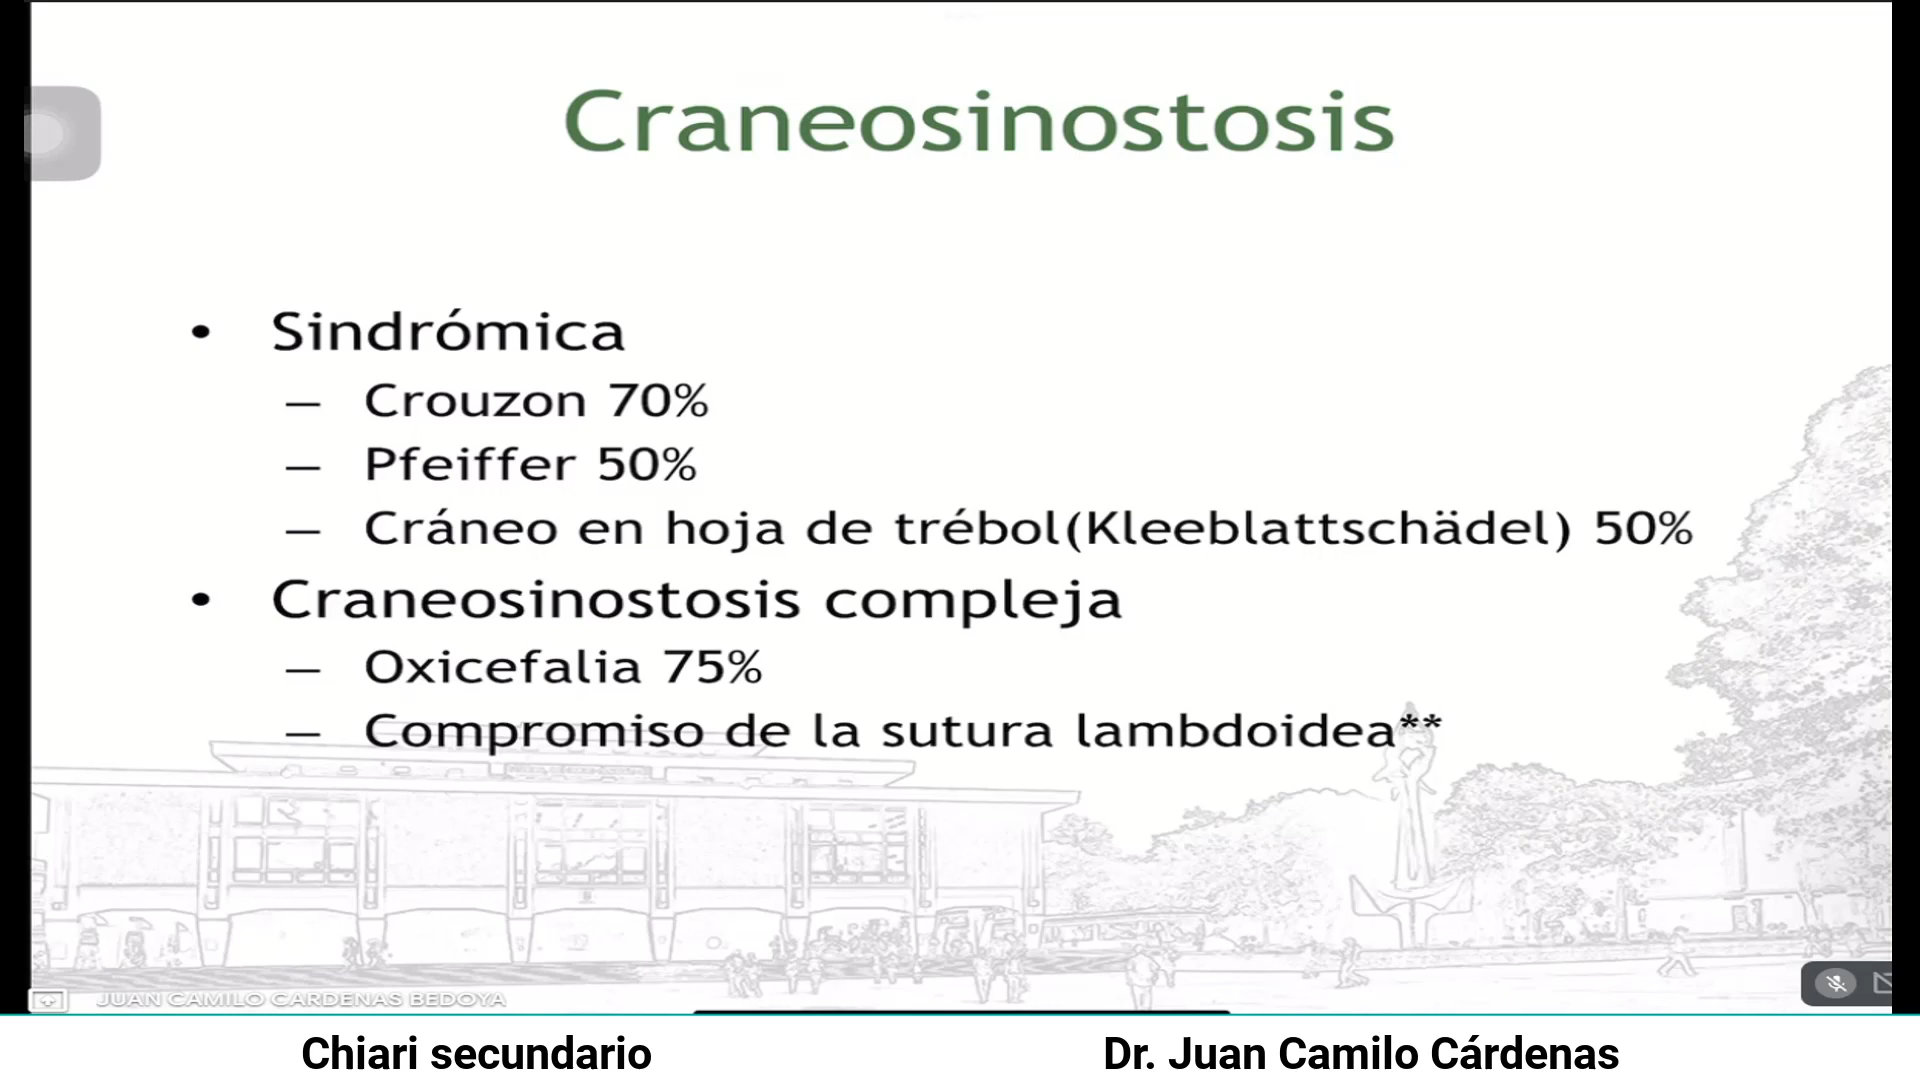 Craneosinostosis
• Sindrómica
— Crouzon 70%
— Pfeiffer 50%
— Cráneo en hoja de trébol(Kleeblattschädel) 50%
• Craneosinostosis compleja
— Oxicefalia 75%
— Compromiso de la sutura lambdoidea**
JUAN CAMILO CARDENAS BEDOYA
Chiari secundario
Dr. Juan Camilo Cárdenas